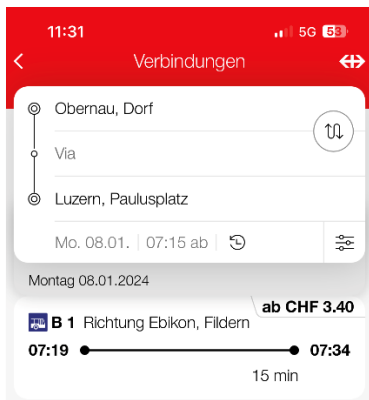 11:31
5G 53
Verbindungen
Obernau, Dorf
Via
Luzern, Paulusplatz
Mo. 08.01. | 07:15 ab
Montag 08.01.2024
ab CHF 3.40
B 1 Richtung Ebikon, Fildern
07:19 07:34
15 min